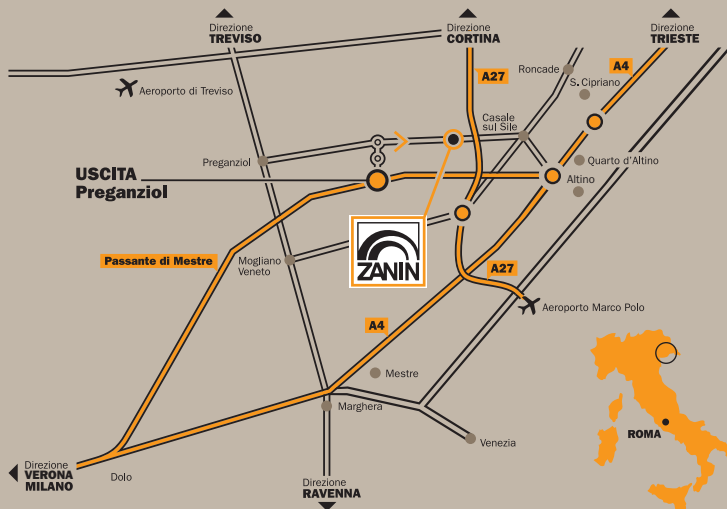 Direzione
TREVISO
Direzione
CORTINA
Direzione
TRIESTE
A27
Roncade
A4
S. Cipriano
Aeroporto di Treviso
Casale
sul Sile
Preganziol
Quarto d'Altino
USCITA
Preganziol
Altino
Passante di Mestre
Mogliano
Veneto
ZANIN
A27
Aeroporto Marco Polo
A4
Mestre
Marghera
ROMA
Venezia
Direzione
VERONA
MILANO
Dolo
Direzione
RAVENNA